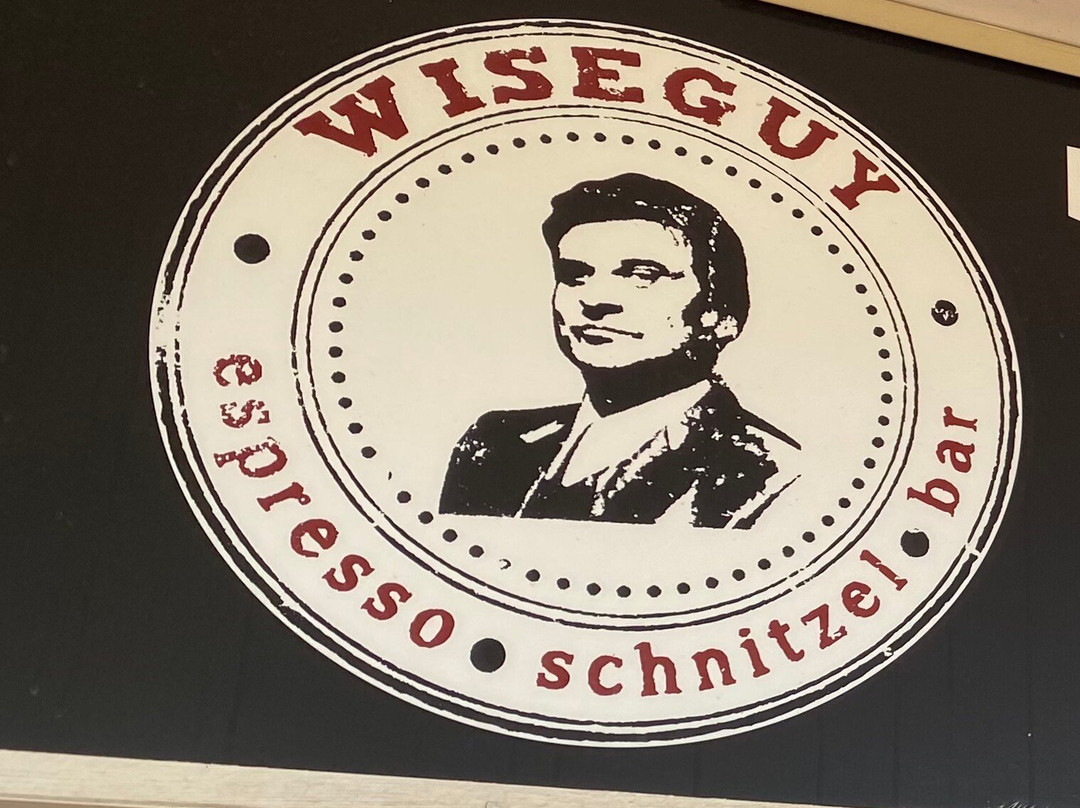 WISEGUY
espresso • schnitzel • bar